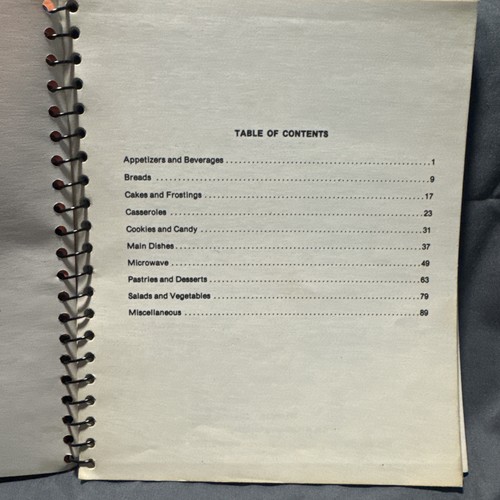 TABLE OF CONTENTS
Appetizers and Beverages ................................................ 1
Breads ................................................................ 9
Cakes and Frostings .................................................... 17
Casseroles ............................................................ 23
Cookies and Candy ..................................................... 31
Main Dishes ........................................................... 37
Microwave ............................................................. 49
Pastries and Desserts .................................................. 63
Salads and Vegetables .................................................. 79
Miscellaneous ......................................................... 89